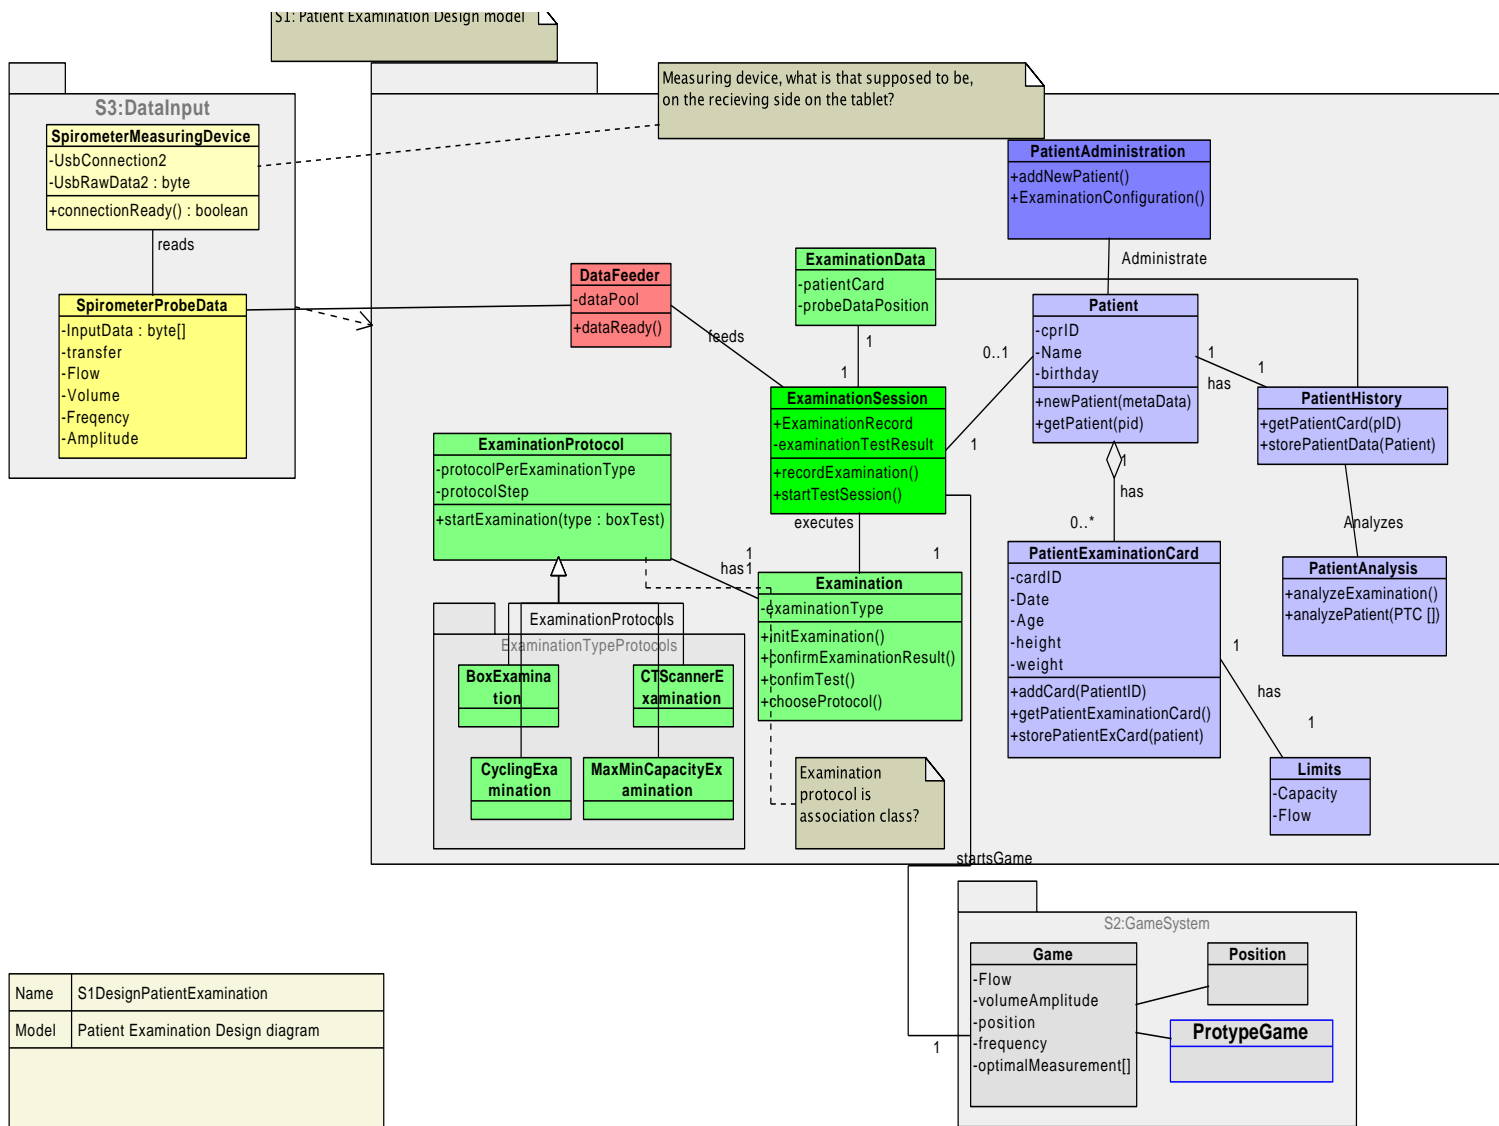 S1: Patient Examination Design model
Measuring device, what is that supposed to be,
on the recieving side on the tablet?
S3:DataInput
SpirometerMeasuringDevice
-UsbConnection2
-UsbRawData2 : byte
+connectionReady() : boolean
reads
SpirometerProbeData
-InputData : byte[]
-transfer
-Flow
-Volume
-Freqency
-Amplitude
DataFeeder
-dataPool
+dataReady()
feeds
ExaminationData
-patientCard
-probeDataPosition
1
1
PatientAdministration
+addNewPatient()
+ExaminationConfiguration()
Administrate
Patient
-cprID
-Name
-birthday
+newPatient(metaData)
+getPatient(pid)
0..1
1
1
has
1
PatientHistory
+getPatientCard(pID)
+storePatientData(Patient)
ExaminationSession
+ExaminationRecord
-examinationTestResult
+recordExamination()
+startTestSession()
executes
1
1
ExaminationProtocol
-protocolPerExaminationType
-protocolStep
+startExamination(type : boxTest)
has
1
Examination
-examinationType
+initExamination()
+confirmExaminationResult()
+confimTest()
+chooseProtocol()
1
has
0..*
PatientExaminationCard
-cardID
-Date
-Age
-height
-weight
+addCard(PatientID)
+getPatientExaminationCard()
+storePatientExCard(patient)
Analyzes
PatientAnalysis
+analyzeExamination()
+analyzePatient(PTC [])
1
has
1
Limits
-Capacity
-Flow
ExaminationProtocols
ExaminationTypeProtocols
BoxExamina
tion
CTScannerE
xamination
CyclingExa
mination
MaxMinCapacityEx
amination
Examination
protocol is
association class?
startsGame
1
S2:GameSystem
Game
-Flow
-volumeAmplitude
-position
-frequency
-optimalMeasurement[]
Position
ProtypeGame
Name S1DesignPatientExamination
Model Patient Examination Design diagram